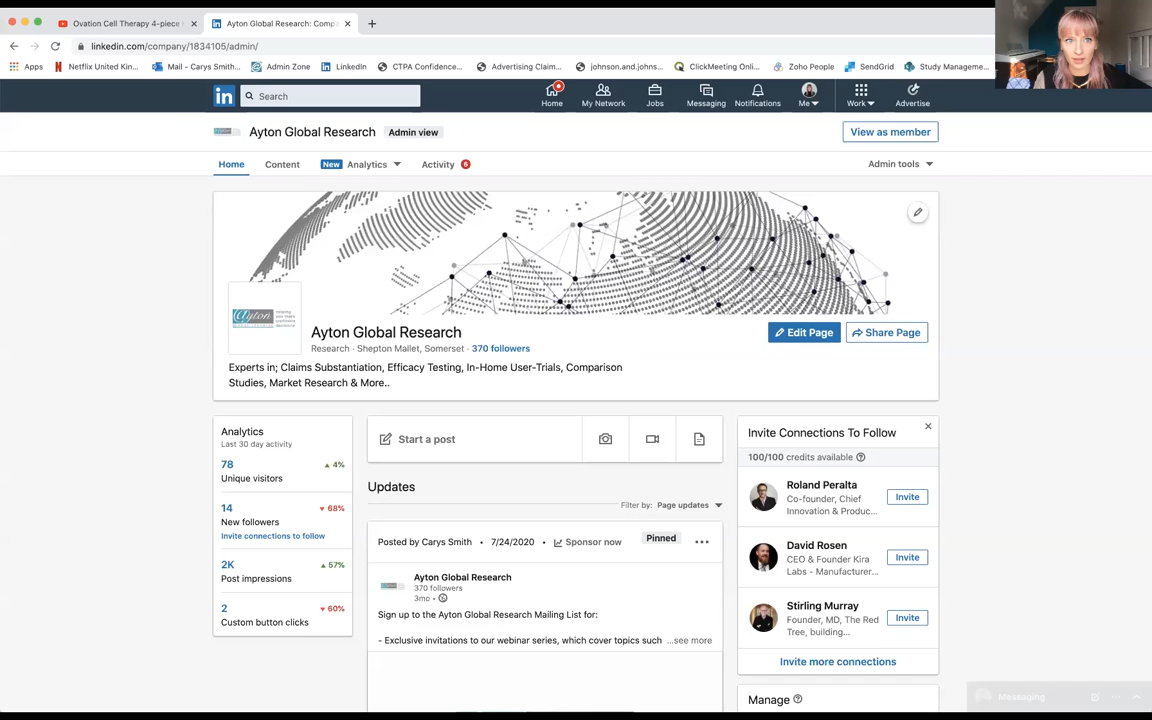 Ovation Cell Therapy 4-piece
Ayton Global Research: Comp
linkedin.com/company/1834105/admin/
Apps
Netflix United Kin...
Mail - Carys Smith...
Admin Zone
LinkedIn
CTPA Confidence...
Advertising Claim...
johnson.and.johns...
ClickMeeting Onli...
Zoho People
SendGrid
Study Manageme...
in
Search
Home
My Network
Jobs
Messaging
Notifications
Me
Work
Advertise
Ayton Global Research
Admin view
View as member
Home
Content
New Analytics
Activity 6
Admin tools
Ayton
Ayton Global Research
Edit Page
Share Page
Research · Shepton Mallet, Somerset · 370 followers
Experts in; Claims Substantiation, Efficacy Testing, In-Home User-Trials, Comparison
Studies, Market Research & More..
Analytics
Last 30 day activity
78
4%
Unique visitors
14
68%
New followers
Invite connections to follow
2K
57%
Post impressions
2
60%
Custom button clicks
Start a post
Updates
Filter by: Page updates
Posted by Carys Smith • 7/24/2020 • Sponsor now
Pinned
Ayton Global Research
370 followers
3mo •
Sign up to the Ayton Global Research Mailing List for:
- Exclusive invitations to our webinar series, which cover topics such ...see more
Invite Connections To Follow
100/100 credits available
Roland Peralta
Co-founder, Chief
Innovation & Produc...
Invite
David Rosen
CEO & Founder Kira
Labs - Manufacturer...
Invite
Stirling Murray
Founder, MD, The Red
Tree, building...
Invite
Invite more connections
Manage
Messaging